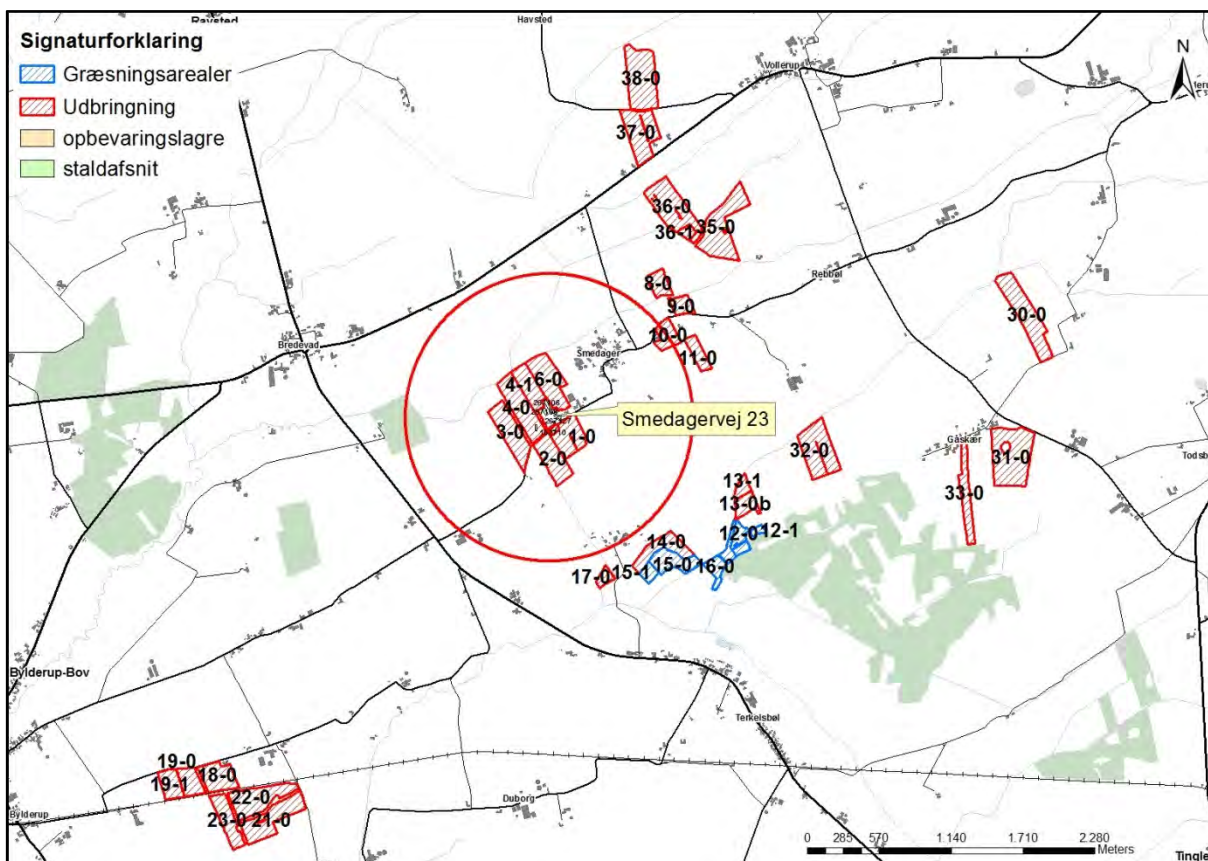 Ravsted
Havsted
Signaturforklaring
Græsningsarealer
Udbringning
opbevaringslagre
staldafsnit
N
Vollerup
38-0
37-0
36-0
36-1
35-0
Rebbøl
8-0
9-0
30-0
10-0
11-0
Smedager
Bredevad
4-1
6-0
4-0
3-0
1-0
2-0
Smedagervej 23
Gåskær
32-0
31-0
33-0
13-1
13-0b
12-0
12-1
14-0
15-0
16-0
15-1
17-0
Bylderup-Bov
Terkelsbøl
19-0
19-1
18-0
22-0
23-0
21-0
Bylderup
Duborg
0 285 570 1.140 1.710 2.280
Meters